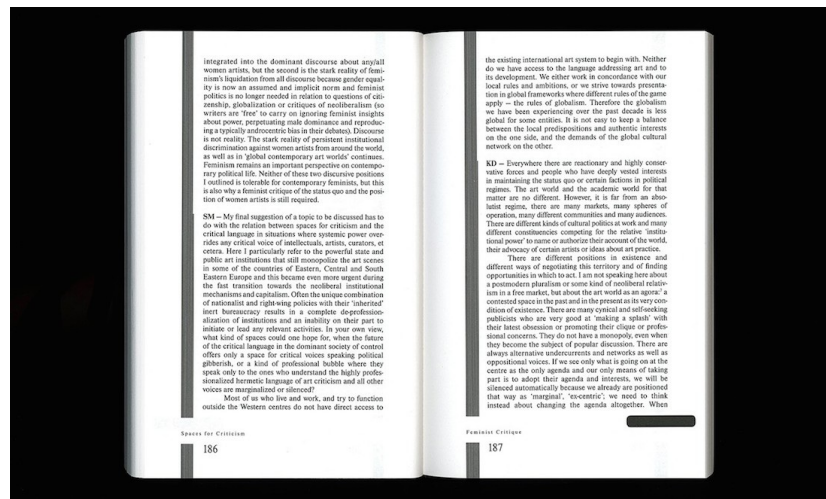 integrated into the dominant discourse about any/all
women artists, but the second is the stark reality of femi-
nism's liquidation from all discourse because gender equal-
ity is now an assumed and implicit norm and feminist
politics is no longer needed in relation to questions of citi-
zenship, globalization or critiques of neoliberalism (so
writers are 'free' to carry on ignoring feminist insights
about power, perpetuating male dominance and reproduc-
ing a typically androcentric bias in their debates). Discourse
is not reality. The stark reality of persistent institutional
discrimination against women artists from around the world,
as well as in 'global contemporary art worlds' continues.
Feminism remains an important perspective on contempo-
rary political life. Neither of these two discursive positions
I outlined is tolerable for contemporary feminists, but this
is also why a feminist critique of the status quo and the posi-
tion of women artists is still required.
SM – My final suggestion of a topic to be discussed has to
do with the relation between spaces for criticism and the
critical language in situations where systemic power over-
rides any critical voice of intellectuals, artists, curators, et
cetera. Here I particularly refer to the powerful state and
public art institutions that still monopolize the art scenes
in some of the countries of Eastern, Central and South
Eastern Europe and this became even more urgent during
the fast transition towards the neoliberal institutional
mechanisms and capitalism. Often the unique combination
of nationalist and right-wing policies with their 'inherited'
inert bureaucracy results in a complete de-profession-
alization of institutions and an inability on their part to
initiate or lead any relevant activities. In your own view,
what kind of spaces could one hope for, when the future
of the critical language in the dominant society of control
offers only a space for critical voices speaking political
gibberish, or a kind of professional bubble where they
speak only to the ones who understand the highly profes-
sionalized hermetic language of art criticism and all other
voices are marginalized or silenced?
Most of us who live and work, and try to function
outside the Western centres do not have direct access to
Spaces for Criticism
186
the existing international art system to begin with. Neither
do we have access to the language addressing art and to
its development. We either work in concordance with our
local rules and ambitions, or we strive towards presenta-
tion in global frameworks where different rules of the game
apply – the rules of globalism. Therefore the globalism
we have been experiencing over the past decade is less
global for some entities. It is not easy to keep a balance
between the local predispositions and authentic interests
on the one side, and the demands of the global cultural
network on the other.
KD – Everywhere there are reactionary and highly conser-
vative forces and people who have deeply vested interests
in maintaining the status quo or certain factions in political
regimes. The art world and the academic world for that
matter are no different. However, it is far from an abso-
lutist regime, there are many markets, many spheres of
operation, many different communities and many audiences.
There are different kinds of cultural politics at work and many
different constituencies competing for the relative 'institu-
tional power' to name or authorize their account of the world,
their advocacy of certain artists or ideas about art practice.
There are different positions in existence and
different ways of negotiating this territory and of finding
opportunities in which to act. I am not speaking here about
a postmodern pluralism or some kind of neoliberal relativ-
ism in a free market, but about the art world as an agora: a
contested space in the past and in the present as its very con-
dition of existence. There are many cynical and self-seeking
publicists who are very good at 'making a splash' with
their latest obsession or promoting their clique or profes-
sional concerns. They do not have a monopoly, even when
they become the subject of popular discussion. There are
always alternative undercurrents and networks as well as
oppositional voices. If we see only what is going on at the
centre as the only agenda and our only means of taking
part is to adopt their agenda and interests, we will be
silenced automatically because we already are positioned
that way as 'marginal', 'ex-centric'; we need to think
instead about changing the agenda altogether. When
Feminist Critique
187